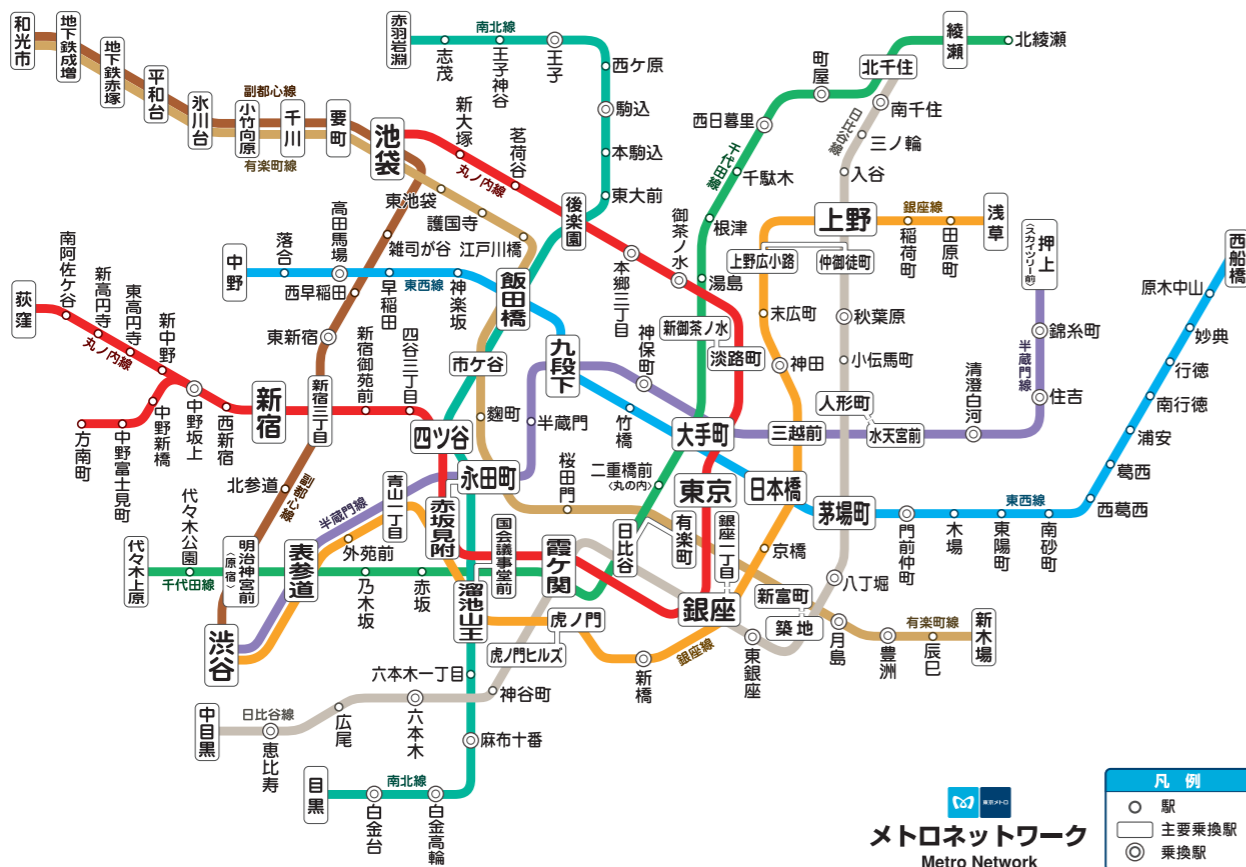 和光市
地下鉄成増
地下鉄赤塚
平和台
氷川台
小竹向原
千川
要町
池袋
副都心線
有楽町線
新大塚
茗荷谷
丸ノ内線
後楽園
本郷三丁目
御茶ノ水
淡路町
新御茶ノ水
赤羽岩淵
南北線
志茂
王子神谷
王子
西ケ原
駒込
本駒込
東大前
綾瀬
北綾瀬
北千住
町屋
西日暮里
千代田線
千駄木
根津
湯島
南千住
日比谷線
三ノ輪
入谷
上野
銀座線
稲荷町
田原町
浅草
上野広小路
仲御徒町
末広町
秋葉原
神田
小伝馬町
人形町
水天宮前
三越前
押上
〈スカイツリー前〉
錦糸町
半蔵門線
住吉
清澄白河
西船橋
原木中山
妙典
行徳
南行徳
浦安
葛西
西葛西
東西線
南砂町
東陽町
木場
門前仲町
茅場町
日本橋
大手町
竹橋
九段下
神保町
飯田橋
神楽坂
東西線
早稲田
高田馬場
落合
中野
東池袋
護国寺
江戸川橋
雑司が谷
西早稲田
東新宿
新宿三丁目
北参道
副都心線
明治神宮前
〈原宿〉
渋谷
荻窪
南阿佐ケ谷
新高円寺
東高円寺
新中野
丸ノ内線
中野坂上
西新宿
新宿
新宿御苑前
四谷三丁目
四ツ谷
方南町
中野富士見町
中野新橋
市ケ谷
麴町
半蔵門
永田町
桜田門
赤坂見附
青山一丁目
半蔵門線
外苑前
表参道
代々木上原
代々木公園
千代田線
乃木坂
赤坂
国会議事堂前
溜池山王
霞ケ関
日比谷
二重橋前
〈丸の内〉
東京
有楽町
銀座一丁目
銀座
京橋
新富町
築地
八丁堀
月島
豊洲
有楽町線
辰巳
新木場
東銀座
銀座線
新橋
虎ノ門
虎ノ門ヒルズ
神谷町
六本木
広尾
恵比寿
日比谷線
中目黒
六本木一丁目
麻布十番
白金高輪
白金台
南北線
目黒
東京メトロ
メトロネットワーク
Metro Network
凡例
駅
主要乗換駅
乗換駅